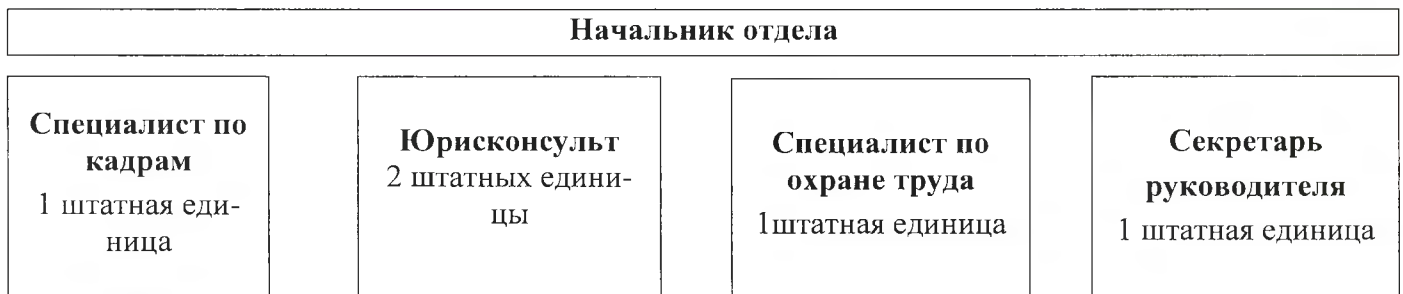 Начальник отдела
Специалист по
кадрам
1 штатная еди-
ница
Юрисконсульт
2 штатных едини-
цы
Специалист по
охране труда
1штатная единица
Секретарь
руководителя
1 штатная единица